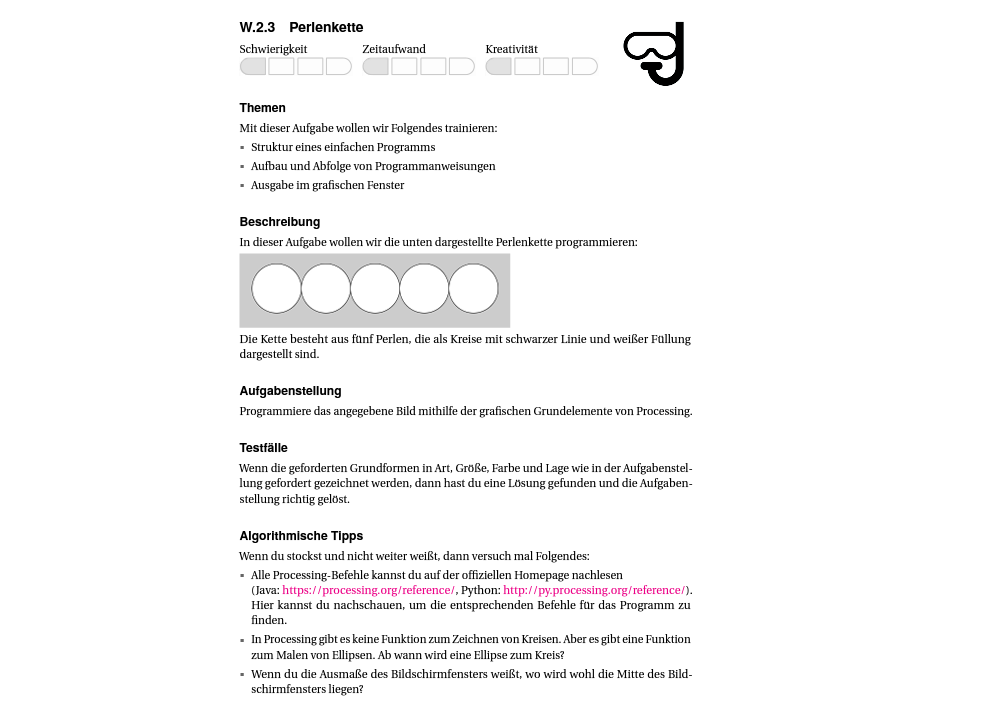 W.2.3 Perlenkette
Schwierigkeit Zeitaufwand Kreativität
Themen
Mit dieser Aufgabe wollen wir Folgendes trainieren:
▪ Struktur eines einfachen Programms
▪ Aufbau und Abfolge von Programmanweisungen
▪ Ausgabe im grafischen Fenster
Beschreibung
In dieser Aufgabe wollen wir die unten dargestellte Perlenkette programmieren:
Die Kette besteht aus fünf Perlen, die als Kreise mit schwarzer Linie und weißer Füllung
dargestellt sind.
Aufgabenstellung
Programmiere das angegebene Bild mithilfe der grafischen Grundelemente von Processing.
Testfälle
Wenn die geforderten Grundformen in Art, Größe, Farbe und Lage wie in der Aufgabenstel-
lung gefordert gezeichnet werden, dann hast du eine Lösung gefunden und die Aufgaben-
stellung richtig gelöst.
Algorithmische Tipps
Wenn du stockst und nicht weiter weißt, dann versuch mal Folgendes:
▪ Alle Processing-Befehle kannst du auf der offiziellen Homepage nachlesen
(Java: https://processing.org/reference/, Python: http://py.processing.org/reference/).
Hier kannst du nachschauen, um die entsprechenden Befehle für das Programm zu
finden.
▪ In Processing gibt es keine Funktion zum Zeichnen von Kreisen. Aber es gibt eine Funktion
zum Malen von Ellipsen. Ab wann wird eine Ellipse zum Kreis?
▪ Wenn du die Ausmaße des Bildschirmfensters weißt, wo wird wohl die Mitte des Bild-
schirmfensters liegen?